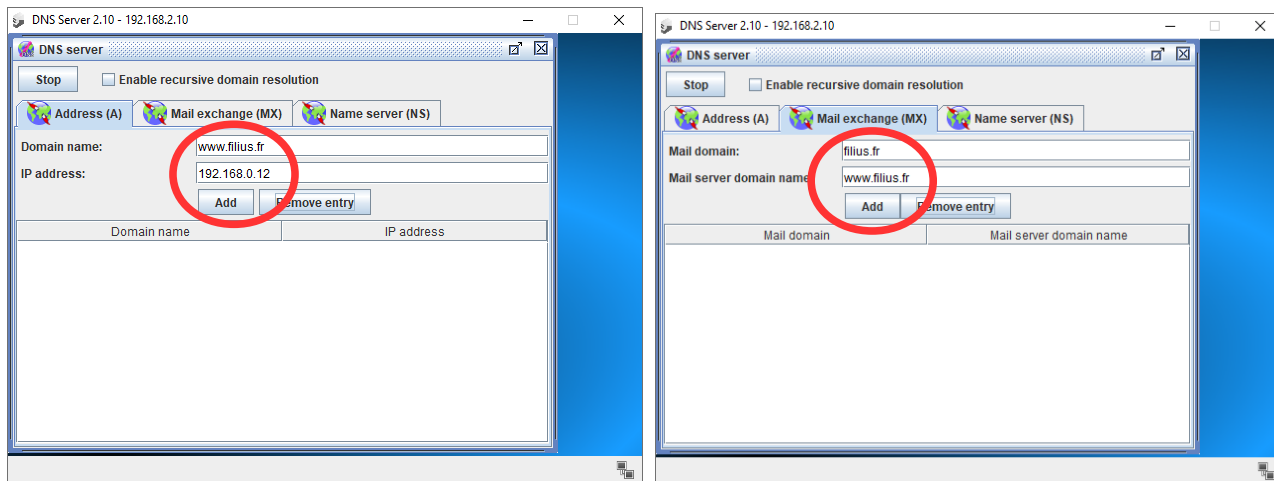 DNS Server 2.10 - 192.168.2.10
DNS server
Stop Enable recursive domain resolution
Address (A) Mail exchange (MX) Name server (NS)
Domain name: www.filius.fr
IP address: 192.168.0.12
Add Remove entry
Domain name IP address
DNS Server 2.10 - 192.168.2.10
DNS server
Stop Enable recursive domain resolution
Address (A) Mail exchange (MX) Name server (NS)
Mail domain: filius.fr
Mail server domain name www.filius.fr
Add Remove entry
Mail domain Mail server domain name